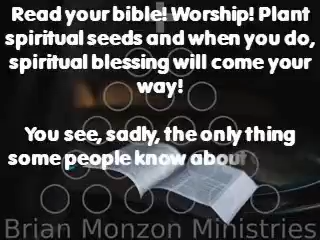 Read your bible! Worship! Plant
spiritual seeds and when you do,
spiritual blessing will come your
way!
You see, sadly, the only thing
some people know about
Brian Monzon Ministries